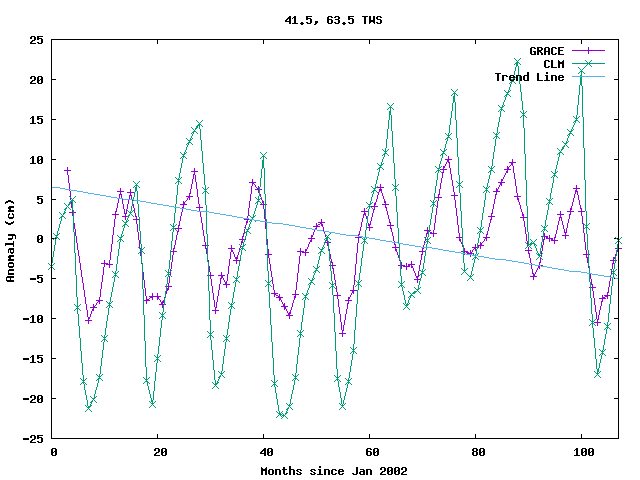 41.5, 63.5 TWS
GRACE
CLM
Trend Line
25
20
15
10
5
0
-5
-10
-15
-20
-25
Anomaly (cm)
0 20 40 60 80 100
Months since Jan 2002